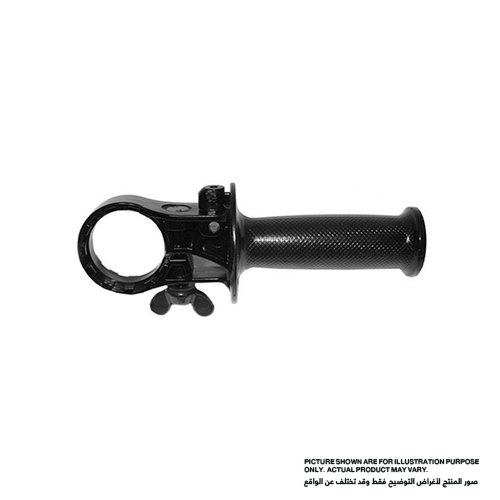 PICTURE SHOWN ARE FOR ILLUSTRATION PURPOSE
ONLY. ACTUAL PRODUCT MAY VARY.
صور المنتج لأغراض التوضيح فقط وقد تختلف عن الواقع